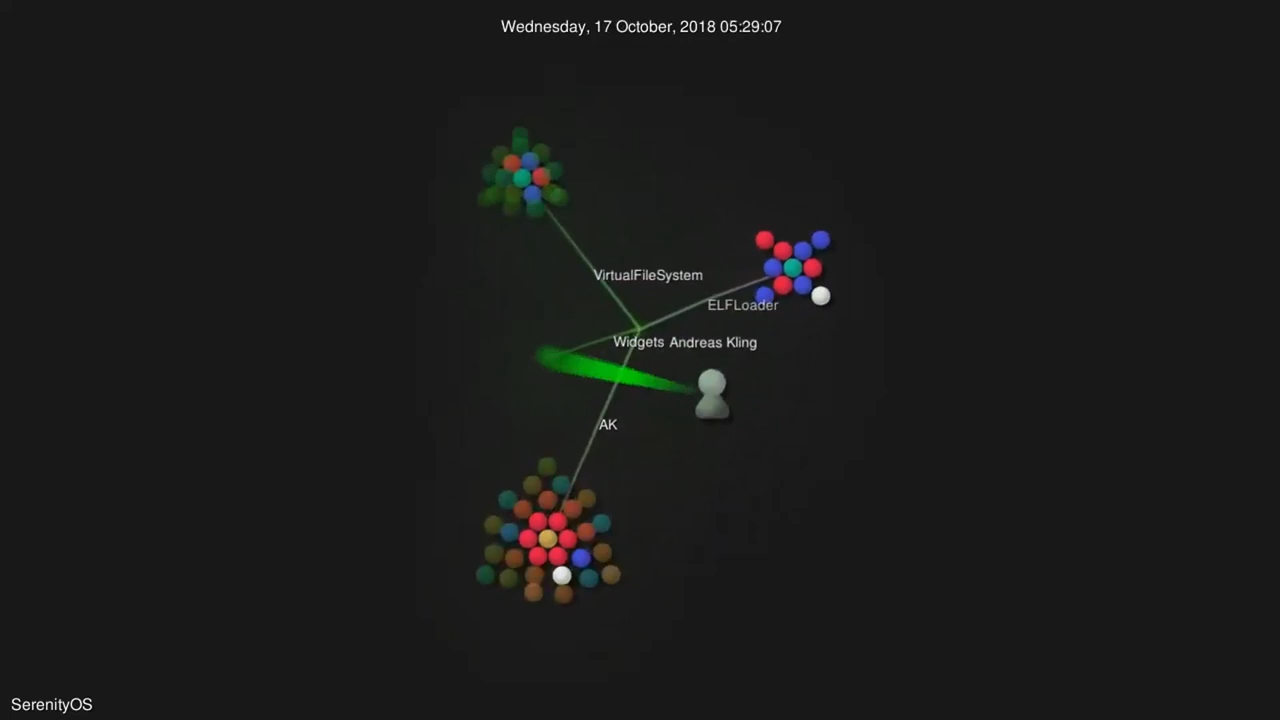 Wednesday, 17 October, 2018 05:29:07
VirtualFileSystem
ELFLoader
Widgets Andreas Kling
AK
SerenityOS